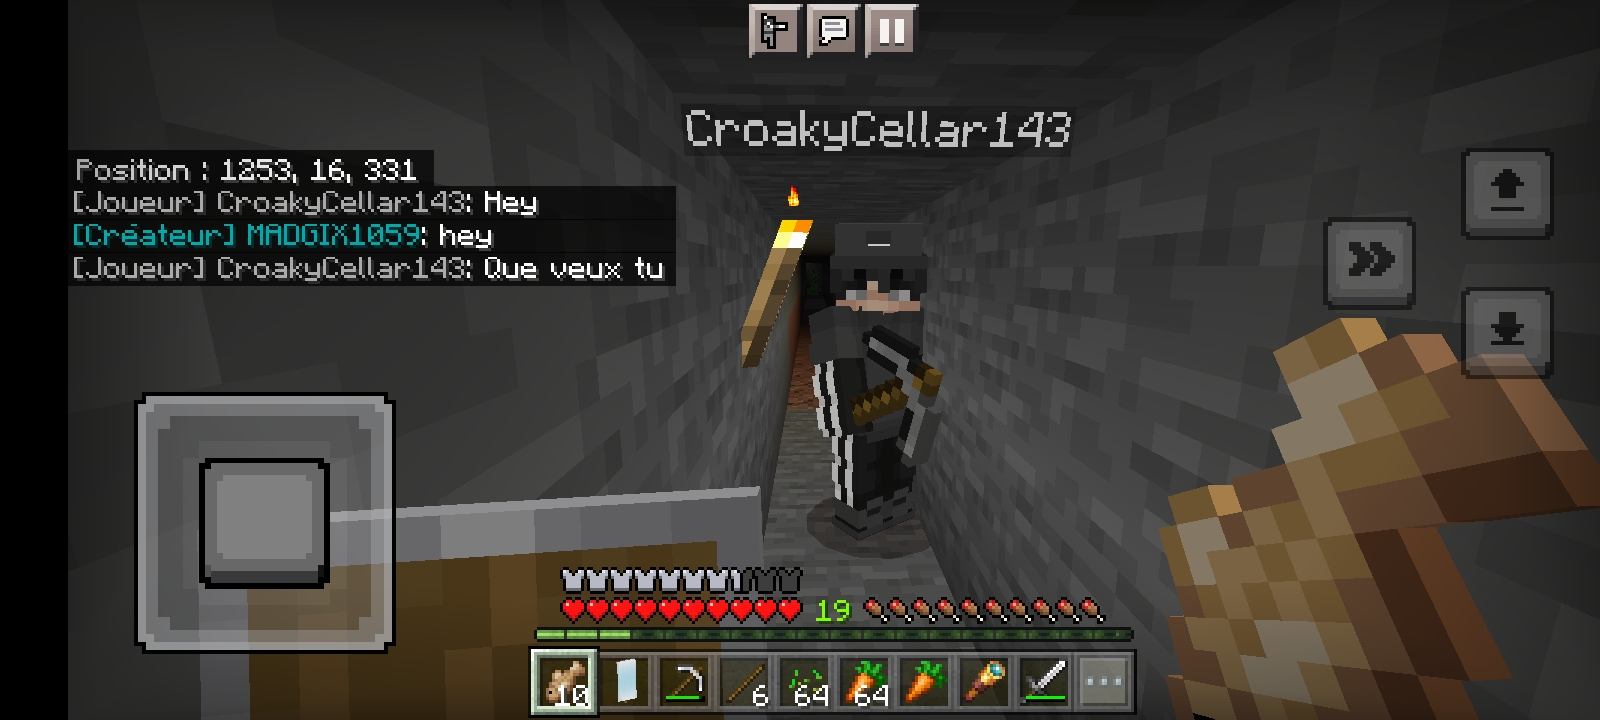 CroakyCellar143
Position : 1253, 16, 331
[Joueur] CroakyCellar143: Hey
[Créateur] MADGIX1059: hey
[Joueur] CroakyCellar143: Que veux tu
19
10
6
64
64